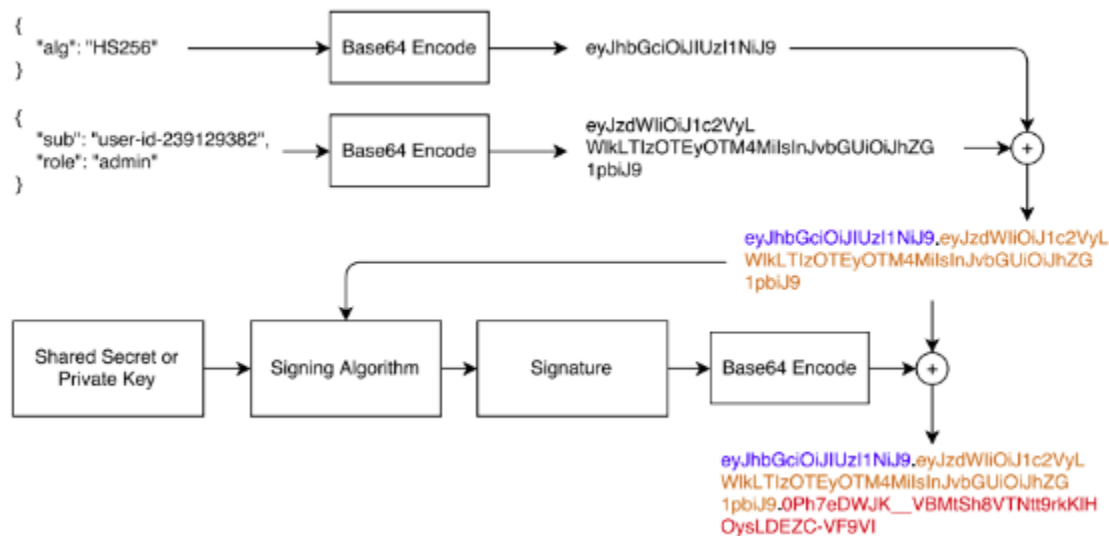 {
"alg": "HS256"
}
Base64 Encode
eyJhbGciOiJIUzI1NiJ9
{
"sub": "user-id-239129382",
"role": "admin"
}
Base64 Encode
eyJzdWIiOiJ1c2VyL
WlkLTIzOTEyOTM4MiIsInJvbGUiOiJhZG
1pbiJ9
+
eyJhbGciOiJIUzI1NiJ9.eyJzdWIiOiJ1c2VyL
WlkLTIzOTEyOTM4MiIsInJvbGUiOiJhZG
1pbiJ9
Shared Secret or
Private Key
Signing Algorithm
Signature
Base64 Encode
+
eyJhbGciOiJIUzI1NiJ9.eyJzdWIiOiJ1c2VyL
WlkLTIzOTEyOTM4MiIsInJvbGUiOiJhZG
1pbiJ9.0Ph7eDWJK__VBMtSh8VTNtt9rkKIH
OysLDEZC-VF9VI